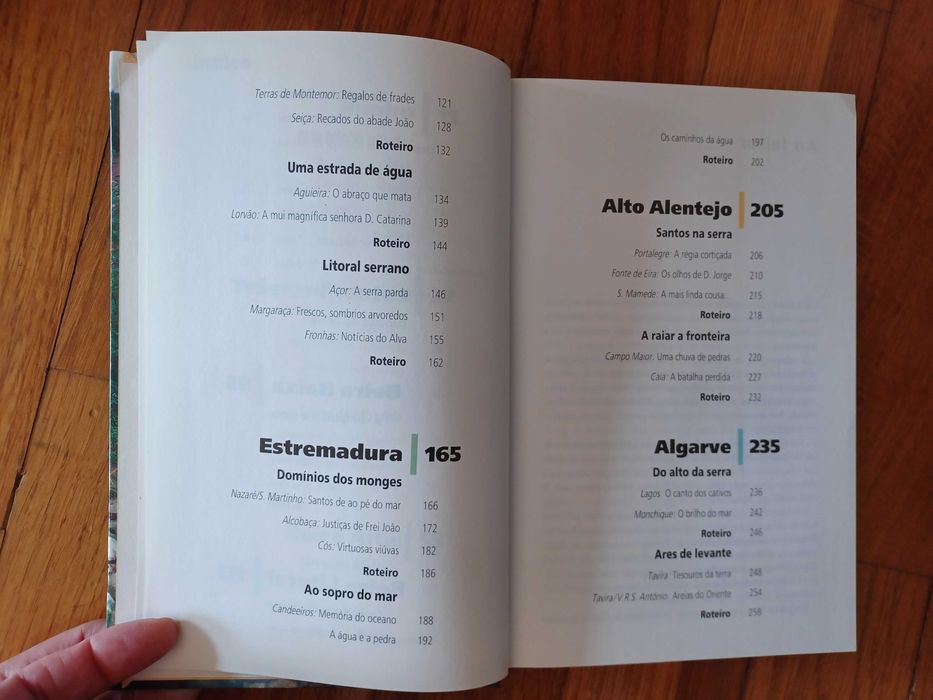 Terras de Montemor: Regalos de frades 121
Seiça: Recados do abade João 128
Roteiro 132
Uma estrada de água
Aguieira: O abraço que mata 134
Lorvão: A mui magnífica senhora D. Catarina 139
Roteiro 144
Litoral serrano
Açor: A serra parda 146
Margaraça: Frescos, sombrios arvoredos 151
Fronhas: Notícias do Alva 155
Roteiro 162
Estremadura 165
Domínios dos monges
Nazaré/S. Martinho: Santos de ao pé do mar 166
Alcobaça: Justiças de Frei João 172
Cós: Virtuosas viúvas 182
Roteiro 186
Ao sopro do mar
Candeeiros: Memória do oceano 188
A água e a pedra 192
Os caminhos da água 197
Roteiro 202
Alto Alentejo 205
Santos na serra
Portalegre: A régia cortiçada 206
Fonte de Eira: Os olhos de D. Jorge 210
S. Mamede: A mais linda cousa... 215
Roteiro 218
A raiar a fronteira
Campo Maior: Uma chuva de pedras 220
Caia: A batalha perdida 227
Roteiro 232
Algarve 235
Do alto da serra
Lagos: O canto dos cativos 236
Monchique: O brilho do mar 242
Roteiro 246
Ares de levante
Tavira: Tesouros da terra 248
Tavira/V.R.S. António: Areias do Oriente 254
Roteiro 258